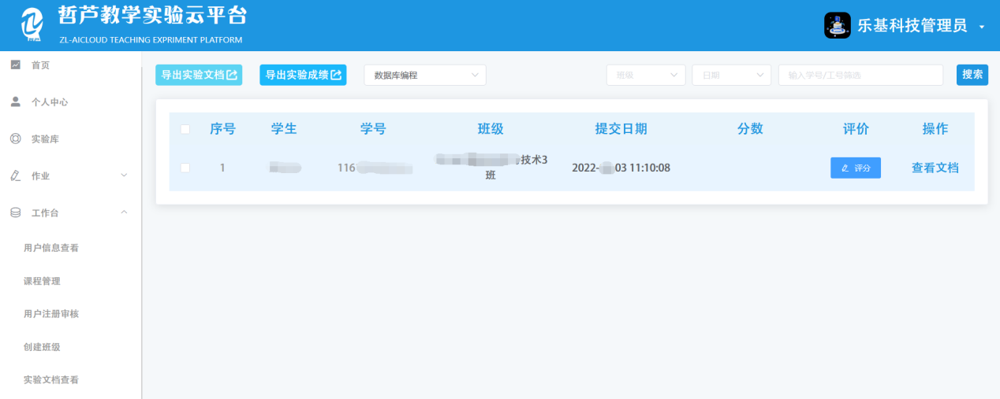 哲芦教学实验云平台
ZL-AICLOUD TEACHING EXPRIMENT PLATFORM
乐基科技管理员
首页
个人中心
实验库
作业
工作台
用户信息查看
课程管理
用户注册审核
创建班级
实验文档查看
导出实验文档 导出实验成绩 数据库编程 班级 日期 输入学号/工号筛选 搜索
序号 学生 学号 班级 提交日期 分数 评价 操作
1 116 技术3 2022- 03 11:10:08 评分 查看文档
班